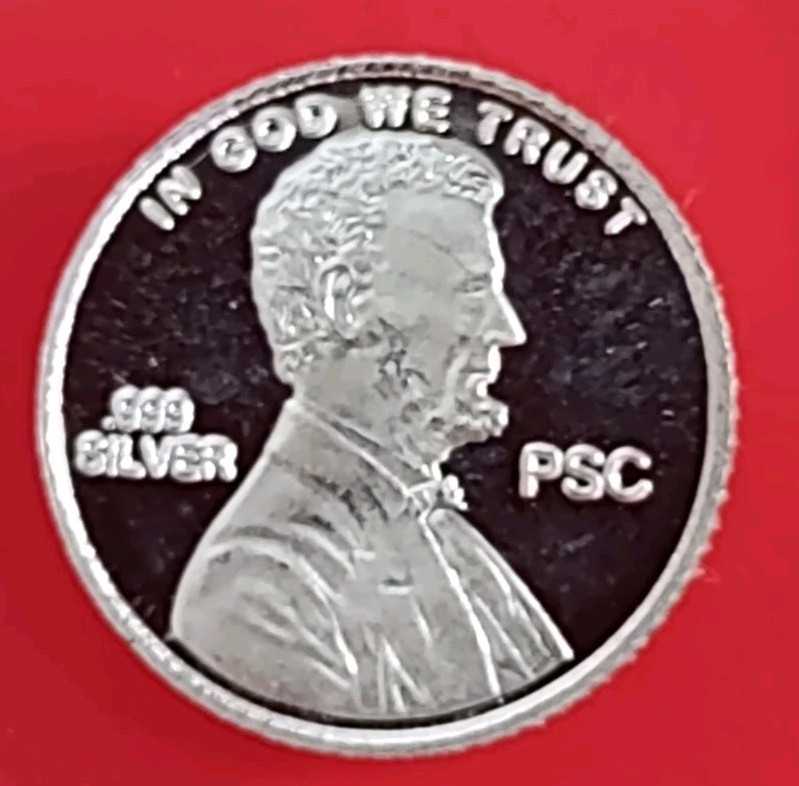 IN GOD WE TRUST
.999
SILVER
PSC